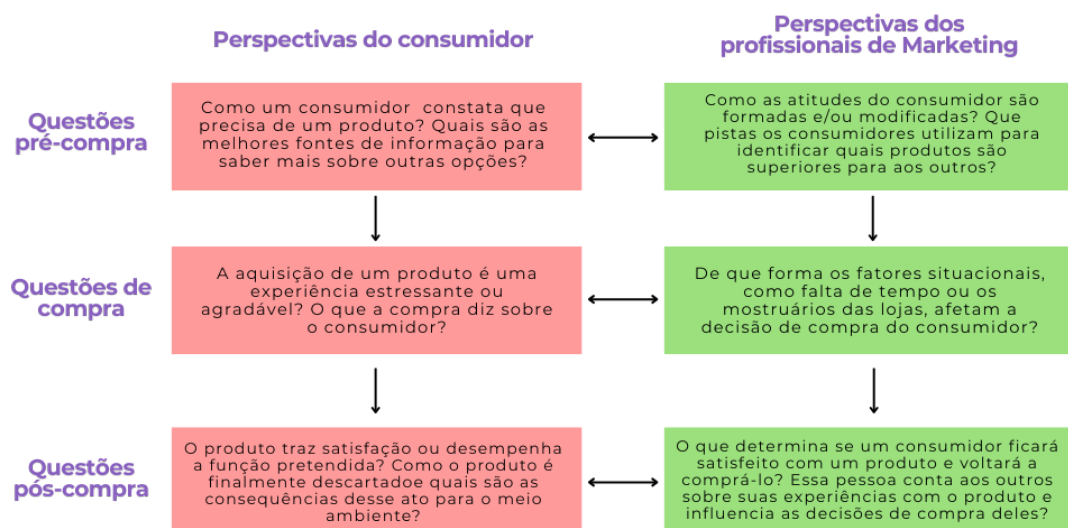 Perspectivas do consumidor
Perspectivas dos
profissionais de Marketing
Questões
pré-compra
Como um consumidor constata que
precisa de um produto? Quais são as
melhores fontes de informação para
saber mais sobre outras opções?
Como as atitudes do consumidor são
formadas e/ou modificadas? Que
pistas os consumidores utilizam para
identificar quais produtos são
superiores para aos outros?
Questões de
compra
A aquisição de um produto é uma
experiência estressante ou
agradável? O que a compra diz sobre
o consumidor?
De que forma os fatores situacionais,
como falta de tempo ou os
mostruários das lojas, afetam a
decisão de compra do consumidor?
Questões
pós-compra
O produto traz satisfação ou desempenha
a função pretendida? Como o produto é
finalmente descartadoe quais são as
consequências desse ato para o meio
ambiente?
O que determina se um consumidor ficará
satisfeito com um produto e voltará a
comprá-lo? Essa pessoa conta aos outros
sobre suas experiências com o produto e
influencia as decisões de compra deles?